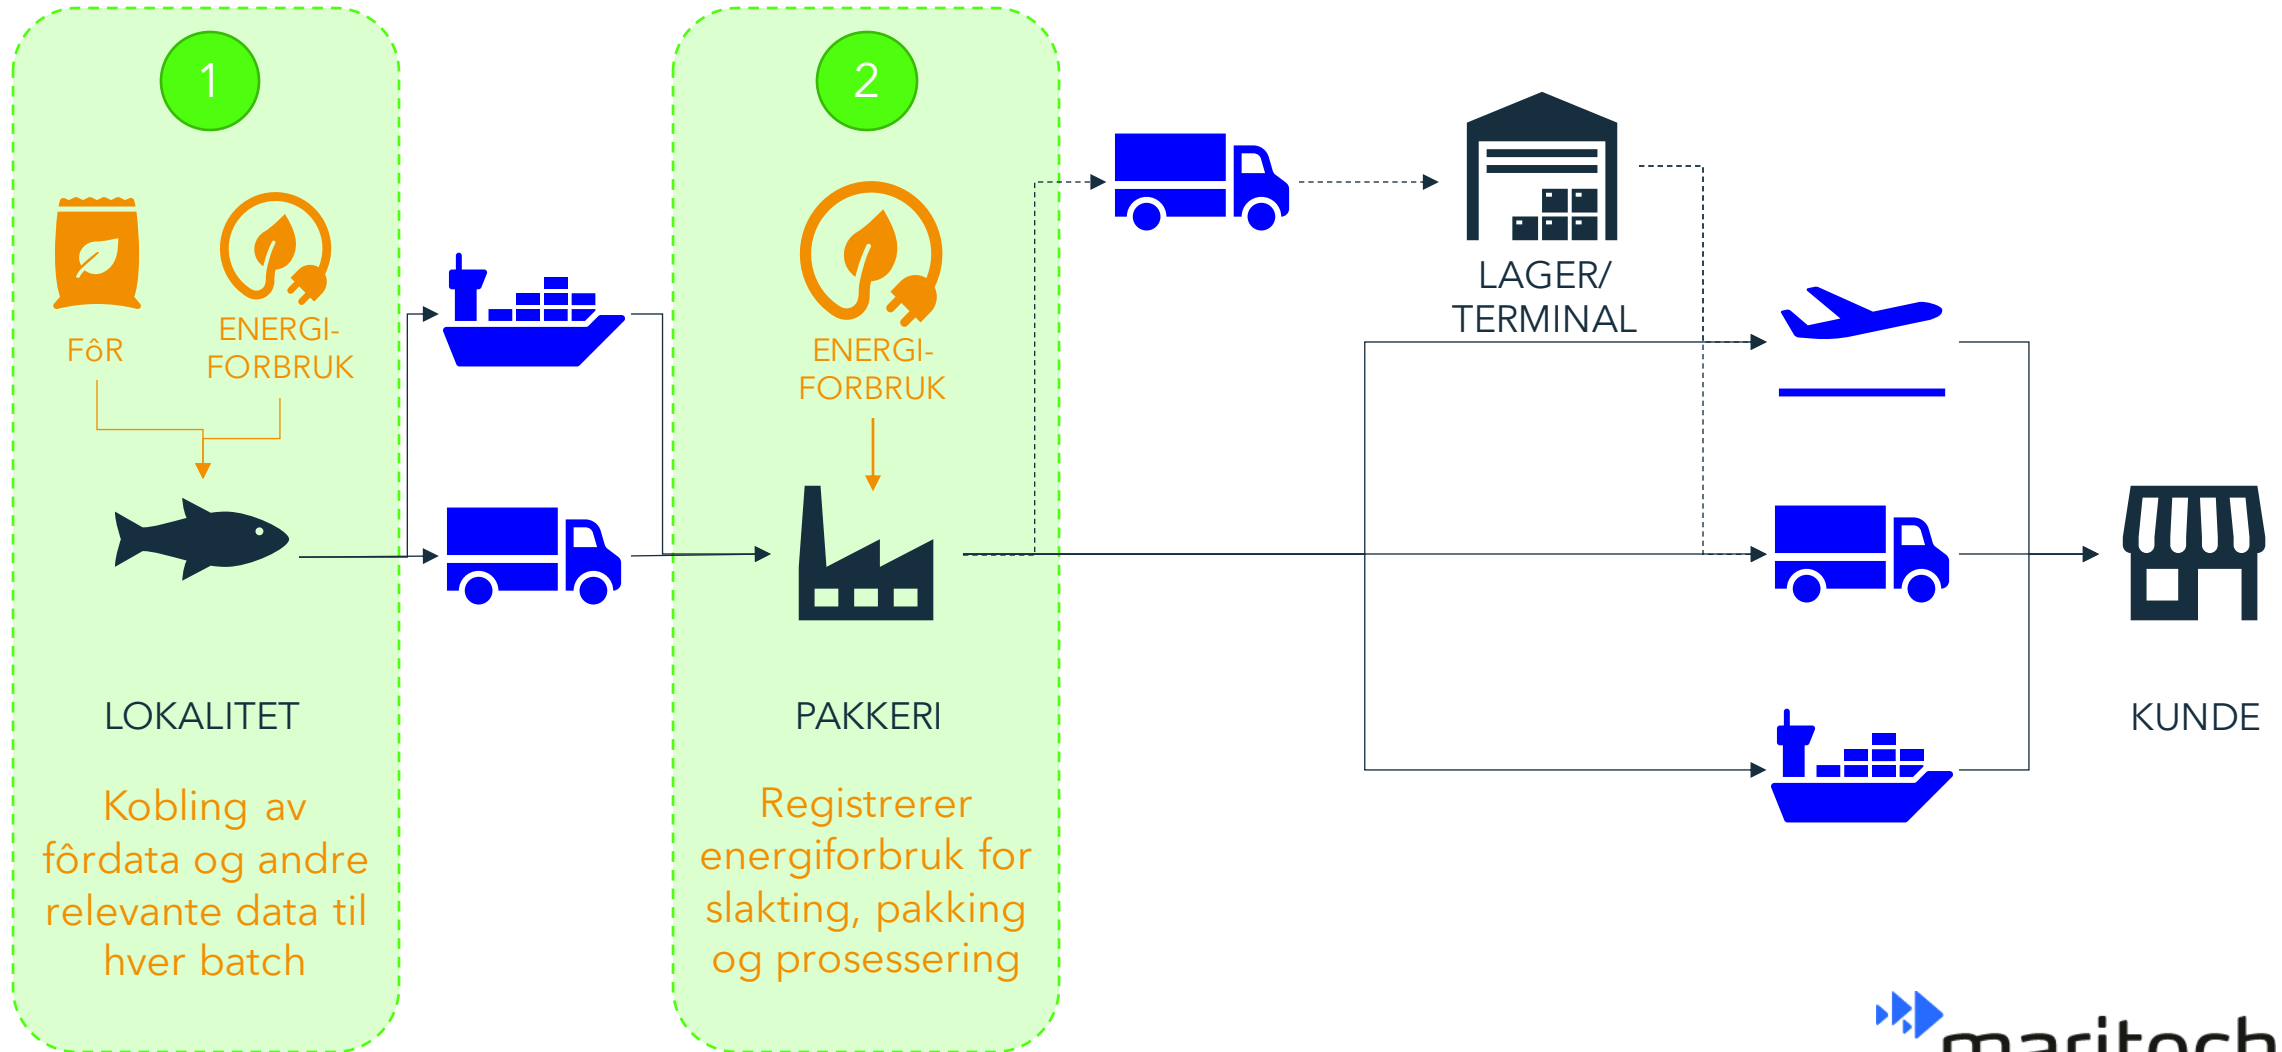 1
FôR
ENERGI-
FORBRUK
LOKALITET
Kobling av
fôrdata og andre
relevante data til
hver batch
2
ENERGI-
FORBRUK
PAKKERI
Registrerer
energiforbruk for
slakting, pakking
og prosessering
LAGER/
TERMINAL
KUNDE
maritech